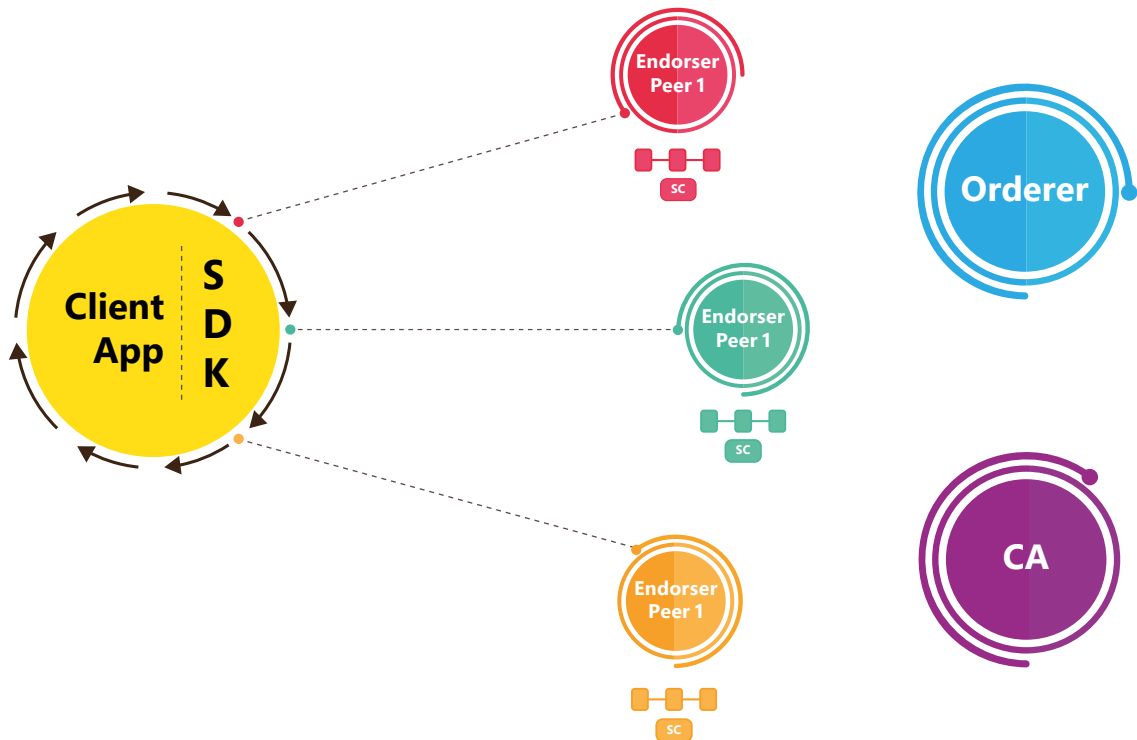 Client
App
S
D
K
Endorser
Peer 1
SC
Endorser
Peer 1
SC
Endorser
Peer 1
SC
Orderer
CA